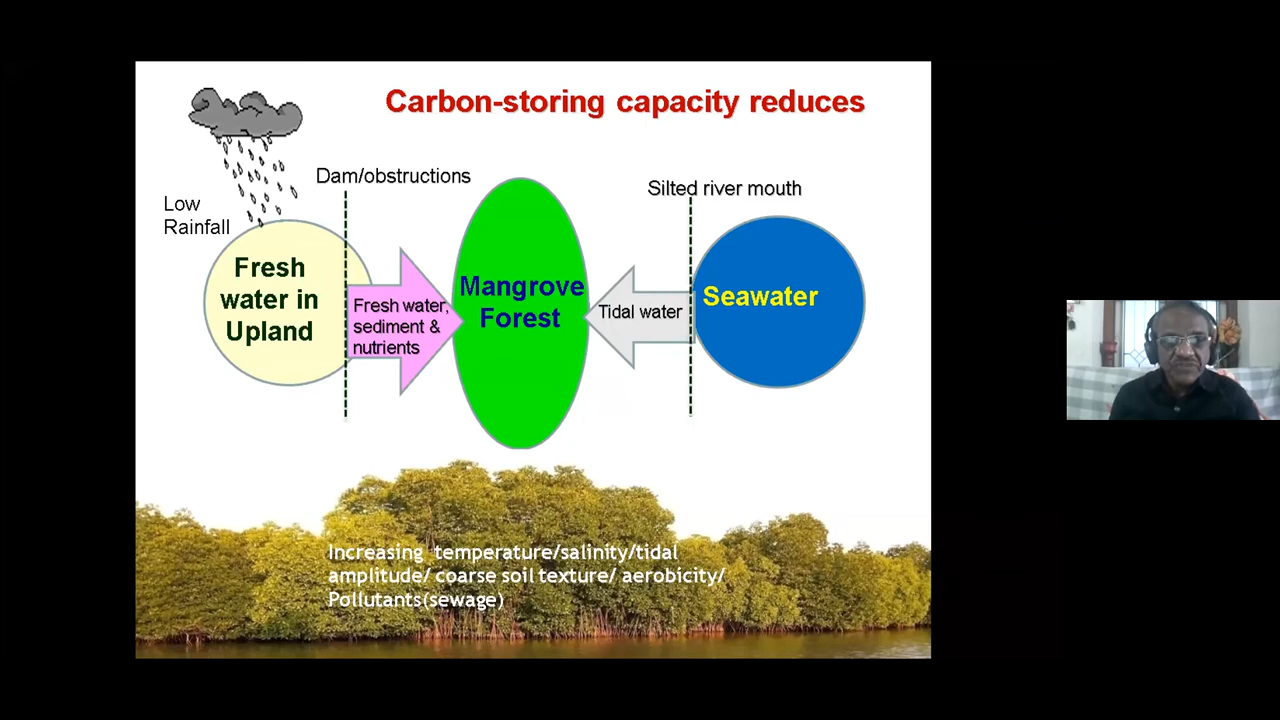 Carbon-storing capacity reduces
Dam/obstructions
Silted river mouth
Low
Rainfall
Fresh
water in
Upland
Fresh water,
sediment &
nutrients
Mangrove
Forest
Tidal water
Seawater
Increasing temperature/salinity/tidal
amplitude/ coarse soil texture/ aerobicity/
Pollutants(sewage)